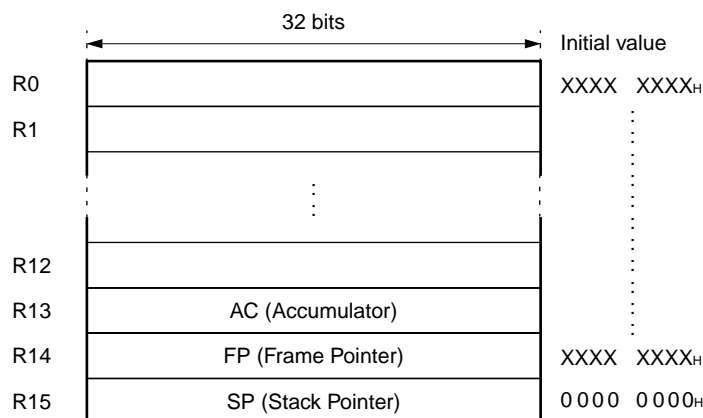 32 bits
Initial value
R0 XXXX XXXXH
R1
R12
R13 AC (Accumulator)
R14 FP (Frame Pointer) XXXX XXXXH
R15 SP (Stack Pointer) 0000 0000H